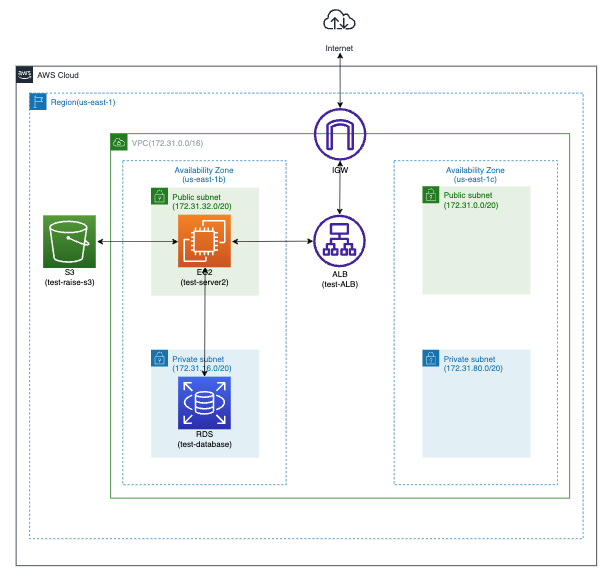 Internet
aws
AWS Cloud
Region(us-east-1)
VPC(172.31.0.0/16)
IGW
Availability Zone
(us-east-1b)
Availability Zone
(us-east-1c)
Public subnet
(172.31.32.0/20)
Public subnet
(172.31.0.0/20)
S3
(test-raise-s3)
EC2
(test-server2)
ALB
(test-ALB)
Private subnet
(172.31.16.0/20)
Private subnet
(172.31.80.0/20)
RDS
(test-database)